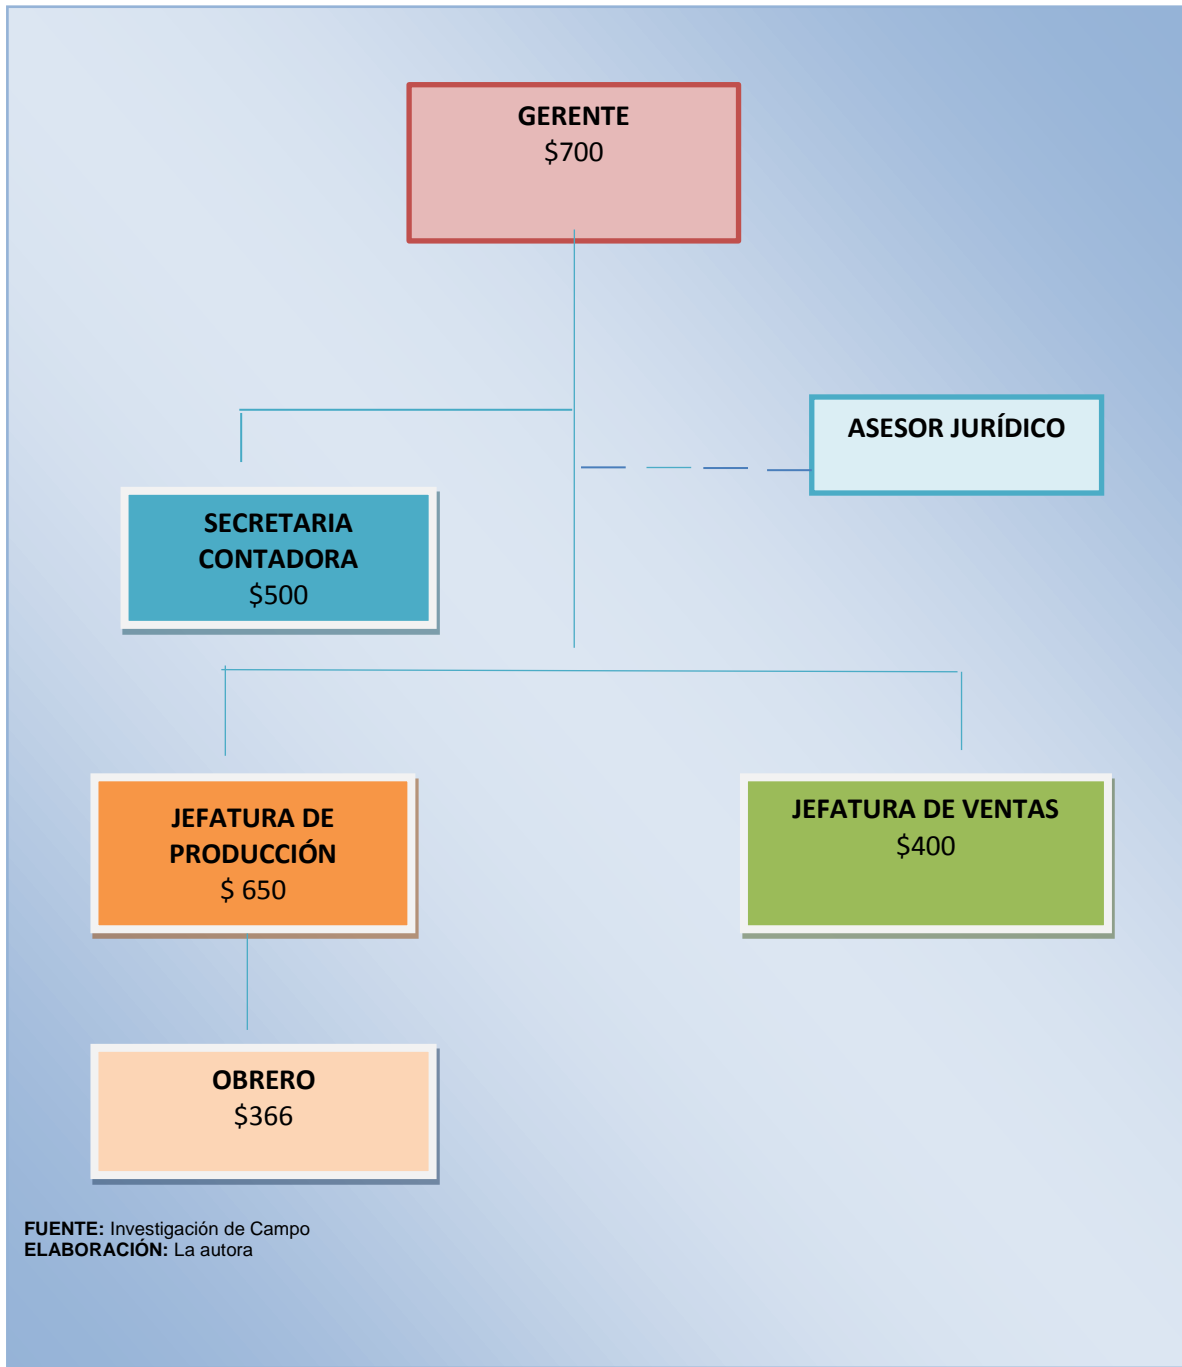 GERENTE
$700
ASESOR JURÍDICO
SECRETARIA
CONTADORA
$500
JEFATURA DE
PRODUCCIÓN
$ 650
JEFATURA DE VENTAS
$400
OBRERO
$366
FUENTE: Investigación de Campo
ELABORACIÓN: La autora